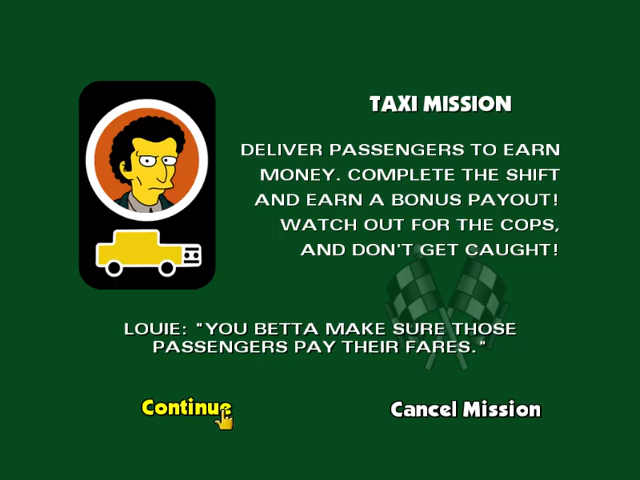 TAXI MISSION
DELIVER PASSENGERS TO EARN
MONEY. COMPLETE THE SHIFT
AND EARN A BONUS PAYOUT!
WATCH OUT FOR THE COPS,
AND DON'T GET CAUGHT!
LOUIE: "YOU BETTA MAKE SURE THOSE
PASSENGERS PAY THEIR FARES."
Continue
Cancel Mission